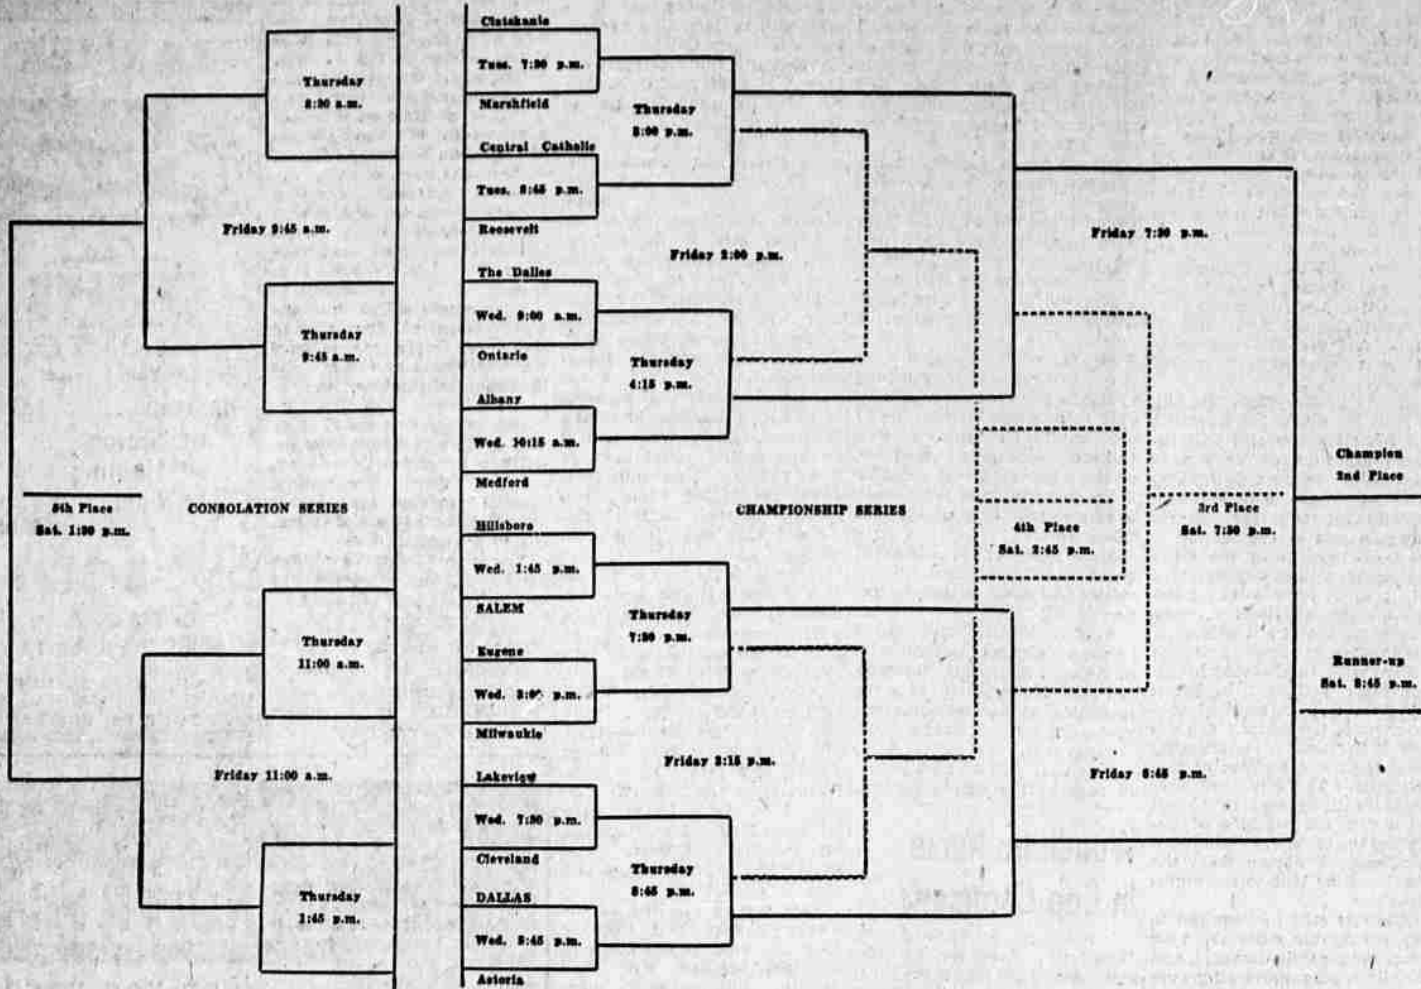 Clatskanie
Tues. 7:30 p.m.
Marshfield
Central Catholic
Tues. 8:45 p.m.
Roosevelt
The Dalles
Wed. 9:00 a.m.
Ontario
Albany
Wed. 10:15 a.m.
Medford
Hillsboro
Wed. 1:45 p.m.
SALEM
Eugene
Wed. 3:00 p.m.
Milwaukie
Lakeview
Wed. 7:30 p.m.
Cleveland
DALLAS
Wed. 8:45 p.m.
Astoria
Thursday
8:30 a.m.
Friday 9:45 a.m.
Thursday
9:45 a.m.
5th Place
Sat. 1:30 p.m.
CONSOLATION SERIES
Thursday
11:00 a.m.
Friday 11:00 a.m.
Thursday
1:45 p.m.
Thursday
3:00 p.m.
Friday 2:00 p.m.
Thursday
4:15 p.m.
CHAMPIONSHIP SERIES
Thursday
7:30 p.m.
Friday 3:15 p.m.
Thursday
8:45 p.m.
Friday 7:30 p.m.
4th Place
Sat. 2:45 p.m.
3rd Place
Sat. 7:30 p.m.
Friday 8:45 p.m.
Champion
2nd Place
Runner-up
Sat. 8:45 p.m.